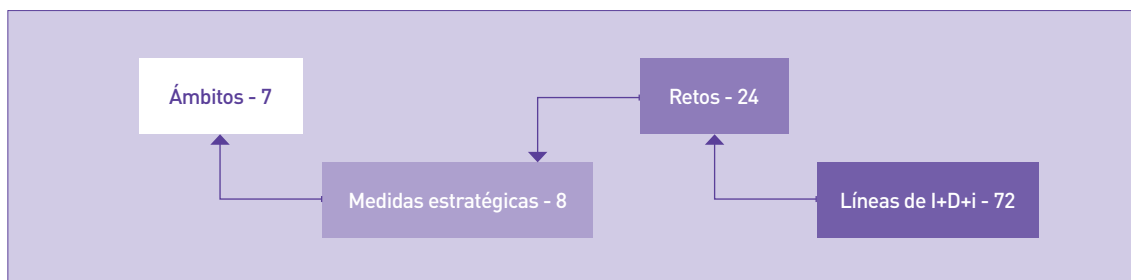 Ámbitos - 7
Retos - 24
Medidas estratégicas - 8
Líneas de I+D+i - 72